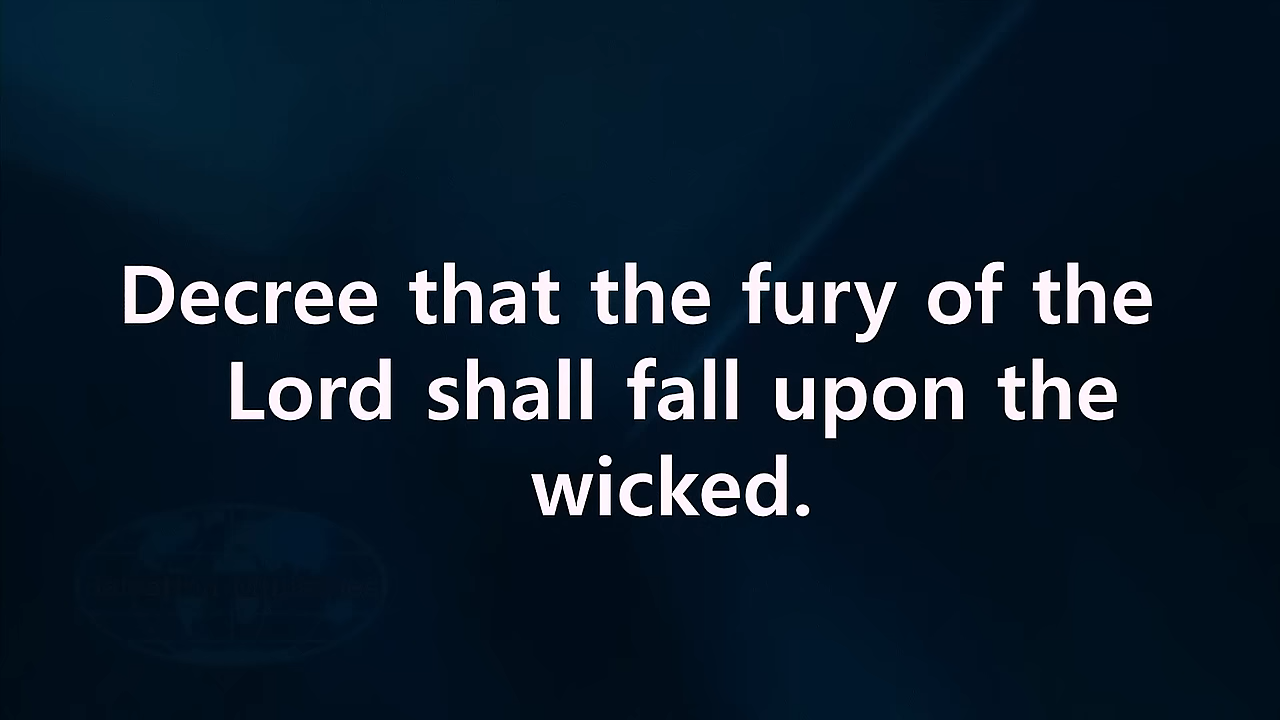 Decree that the fury of the
Lord shall fall upon the
wicked.